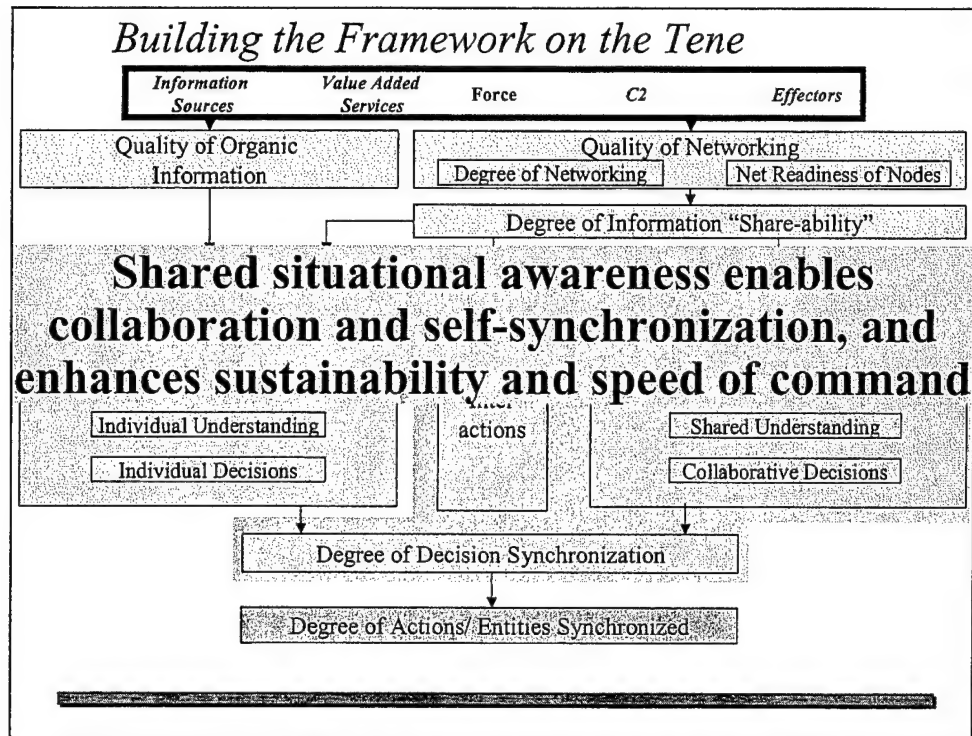 Building the Framework on the Tene
Information Sources
Value Added Services
Force
C2
Effectors
Quality of Organic
Information
Quality of Networking
Degree of Networking
Net Readiness of Nodes
Degree of Information “Share-ability”
Shared situational awareness enables
collaboration and self-synchronization, and
enhances sustainability and speed of command
Individual Understanding
Individual Decisions
actions
Shared Understanding
Collaborative Decisions
Degree of Decision Synchronization
Degree of Actions/ Entities Synchronized